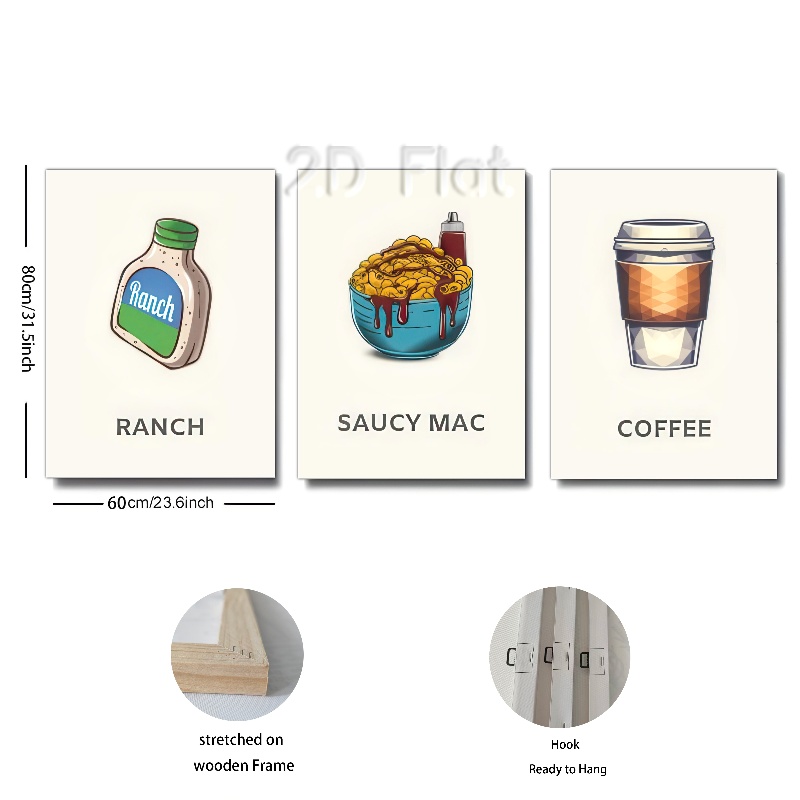 2D Flat
80cm/31.5inch
Ranch
RANCH
SAUCY MAC
COFFEE
60cm/23.6inch
stretched on
wooden Frame
Hook
Ready to Hang